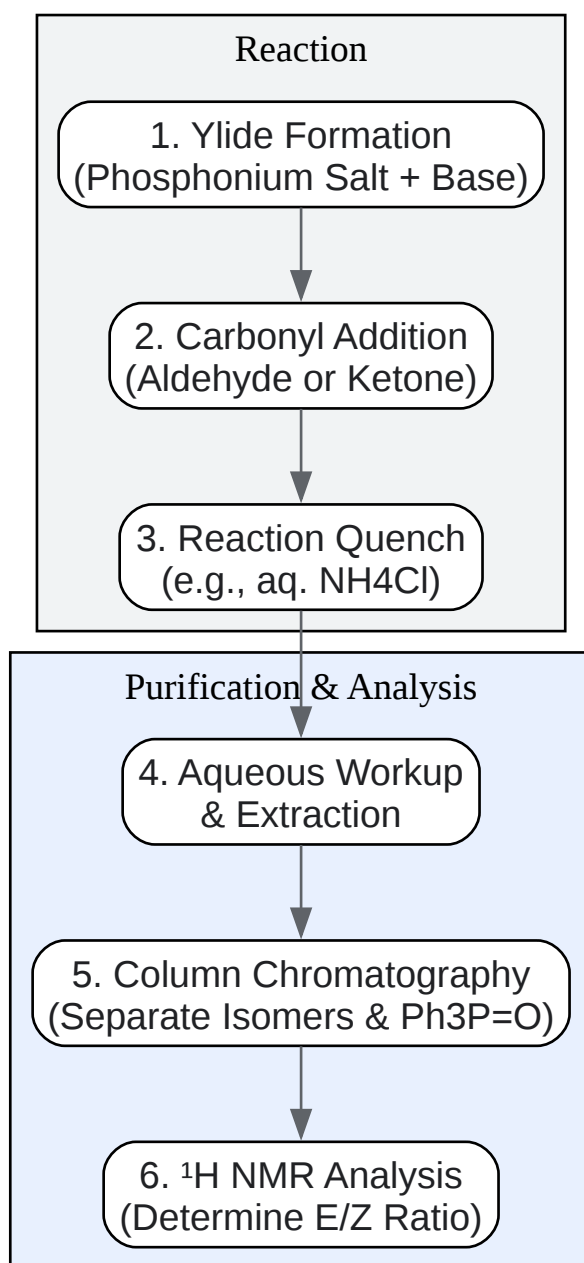 Reaction
1. Ylide Formation
(Phosphonium Salt + Base)
2. Carbonyl Addition
(Aldehyde or Ketone)
3. Reaction Quench
(e.g., aq. NH4Cl)
Purification & Analysis
4. Aqueous Workup
& Extraction
5. Column Chromatography
(Separate Isomers & Ph3P=O)
6. ¹H NMR Analysis
(Determine E/Z Ratio)